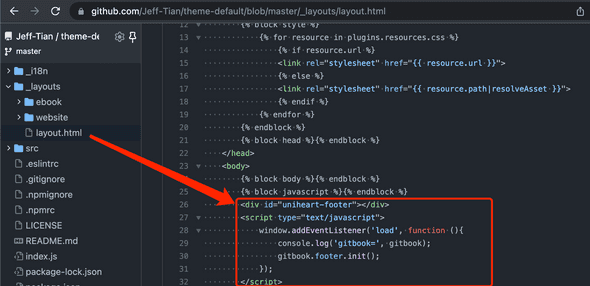 github.com/Jeff-Tian/theme-default/blob/master/_layouts/layout.html
Jeff-Tian / theme-de
master
_i18n
_layouts
ebook
website
layout.html
src
.eslintrc
.gitignore
.npmignore
.npmrc
LICENSE
README.md
index.js
package-lock.json
package.json
12 {% block style %}
13 {% for resource in plugins.resources.css %}
14 {% if resource.url %}
15 <link rel="stylesheet" href="{{ resource.url }}">
16 {% else %}
17 <link rel="stylesheet" href="{{ resource.path|resolveAsset }}">
18 {% endif %}
19 {% endfor %}
20 {% endblock %}
21 {% block head %}{% endblock %}
22 </head>
23 <body>
24 {% block body %}{% endblock %}
25 {% block javascript %}{% endblock %}
26 <div id="uniheart-footer"></div>
27 <script type="text/javascript">
28 window.addEventListener('load', function (){
29 console.log('gitbook=', gitbook);
30 gitbook.footer.init();
31 });
32 </script>